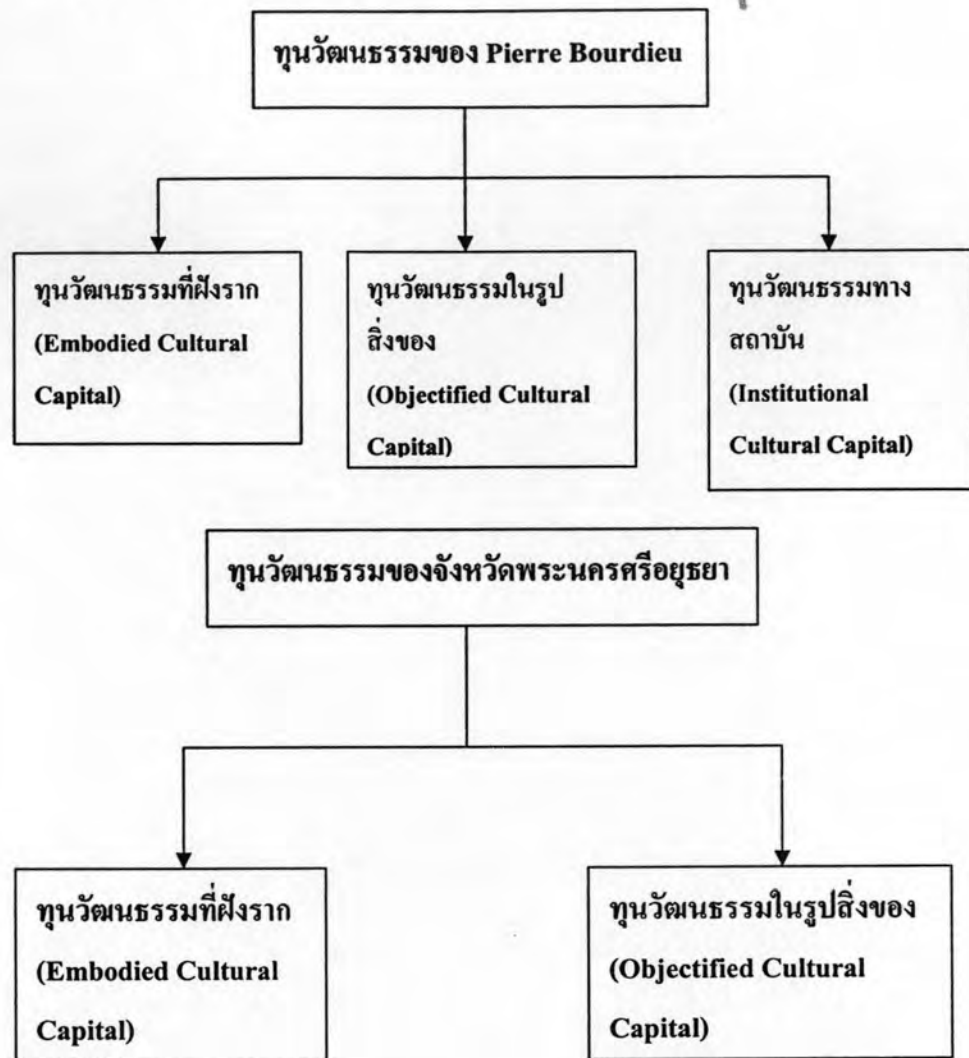 ทุนวัฒนธรรมของ Pierre Bourdieu
ทุนวัฒนธรรมที่ฝังราก
(Embodied Cultural
Capital)
ทุนวัฒนธรรมในรูป
สิ่งของ
(Objectified Cultural
Capital)
ทุนวัฒนธรรมทาง
สถาบัน
(Institutional
Cultural Capital)
ทุนวัฒนธรรมของจังหวัดพระนครศรีอยุธยา
ทุนวัฒนธรรมที่ฝังราก
(Embodied Cultural
Capital)
ทุนวัฒนธรรมในรูปสิ่งของ
(Objectified Cultural
Capital)